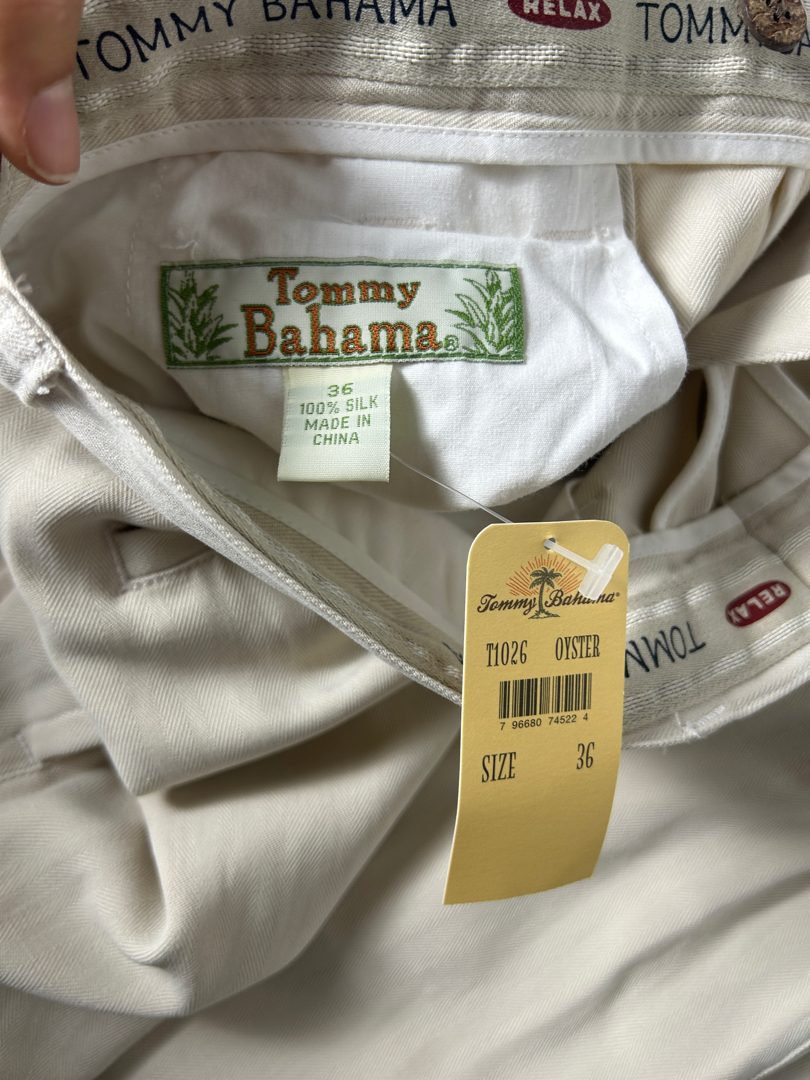 TOMMY BAHAMA RELAX TOMMY BA
Tommy
Bahama®
36
100% SILK
MADE IN
CHINA
Tommy Bahama®
T1026 OYSTER
7 96680 74522 4
SIZE 36
TOMM RELAX